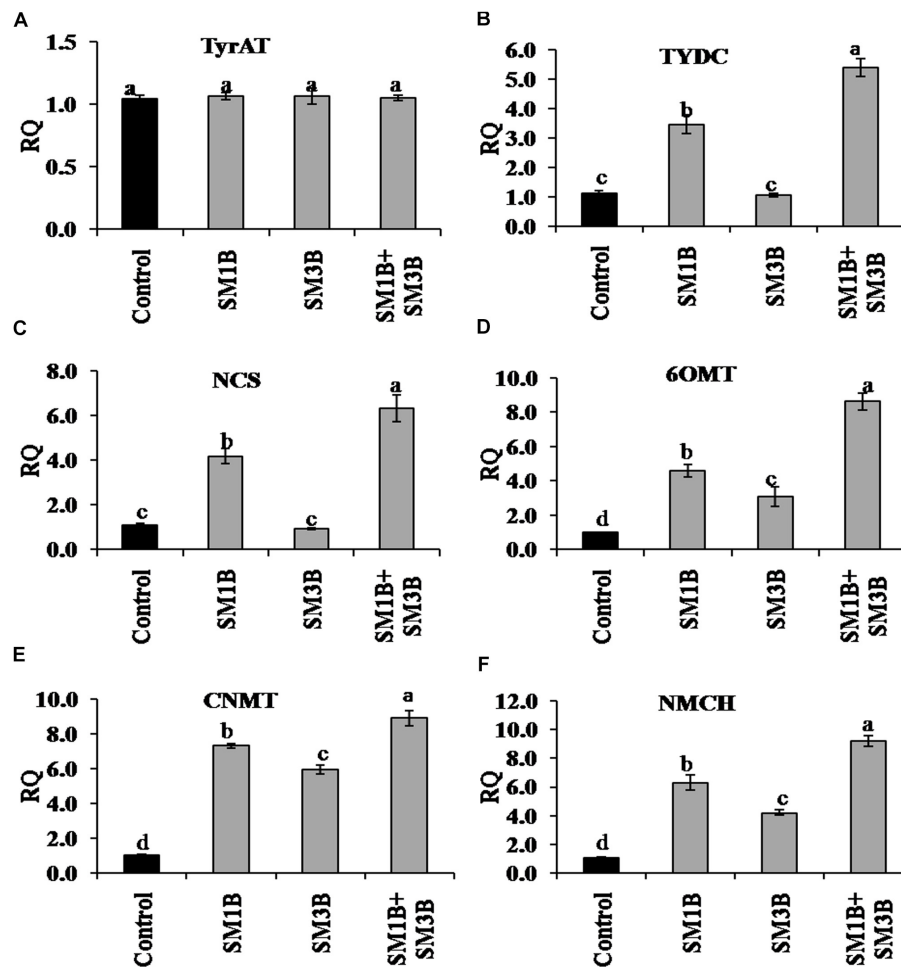 A
TyrAT
1.5
1.0
0.5
0.0
RQ
a
a
a
a
Control
SM1B
SM3B
SM1B+
SM3B
B
TYDC
6.0
5.0
4.0
3.0
2.0
1.0
0.0
RQ
c
b
c
a
Control
SM1B
SM3B
SM1B+
SM3B
C
NCS
8.0
6.0
4.0
2.0
0.0
RQ
c
b
c
a
Control
SM1B
SM3B
SM1B+
SM3B
D
6OMT
10.0
8.0
6.0
4.0
2.0
0.0
RQ
d
b
c
a
Control
SM1B
SM3B
SM1B+
SM3B
E
CNMT
10.0
8.0
6.0
4.0
2.0
0.0
RQ
d
b
c
a
Control
SM1B
SM3B
SM1B+
SM3B
F
NMCH
12.0
10.0
8.0
6.0
4.0
2.0
0.0
RQ
d
b
c
a
Control
SM1B
SM3B
SM1B+
SM3B